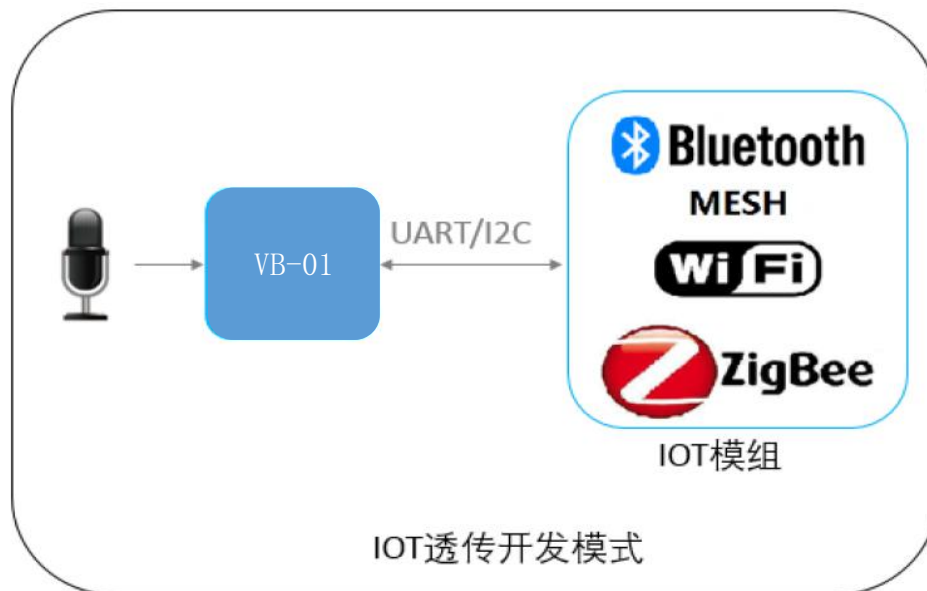 Bluetooth
MESH
UART/I2C
VB-01
WiFi
ZigBee
IOT模组
IOT透传开发模式